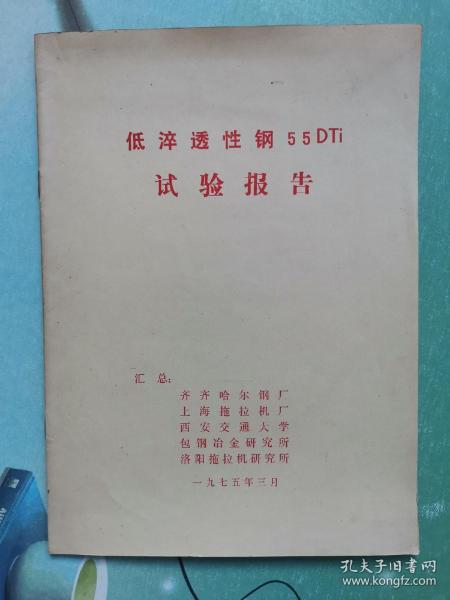 低淬透性钢55DTi
试验报告
汇总：
齐齐哈尔钢厂
上海拖拉机厂
西安交通大学
包钢冶金研究所
洛阳拖拉机研究所
一九七五年三月
孔夫子旧书网
www.kongfz.com